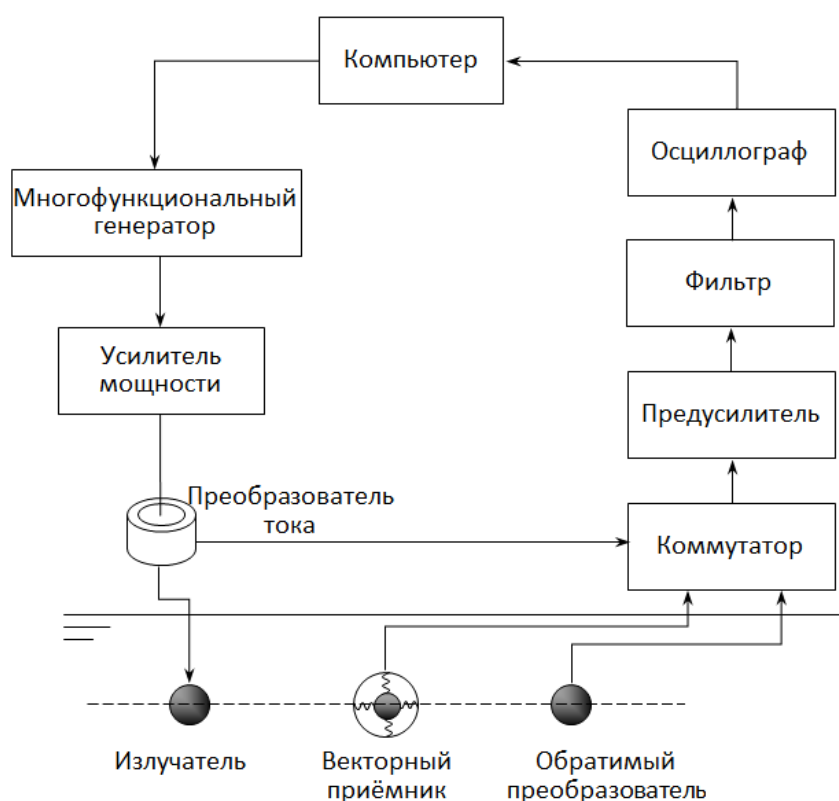 Компьютер
Осциллограф
Многофункциональный
генератор
Фильтр
Усилитель
мощности
Предусилитель
Преобразователь
тока
Коммутатор
Излучатель
Векторный
приёмник
Обратимый
преобразователь